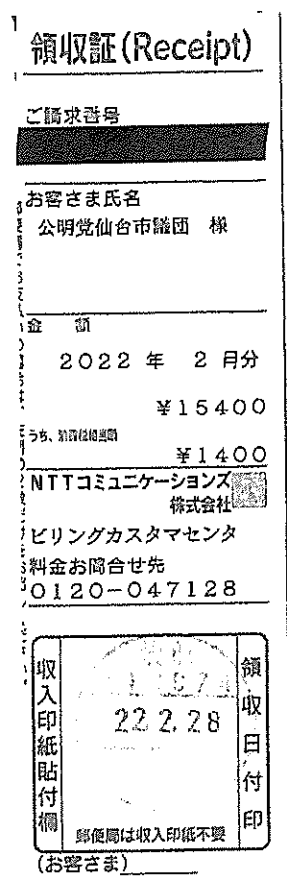 領収証(Receipt)
ご請求番号
お客さま氏名
公明党仙台市議団 様
金 額
2022 年 2 月分
¥15400
うち、消費税相当額
¥1400
NTTコミュニケーションズ
株式会社
ビリングカスタマセンタ
料金お問合せ先
0120-047128
収入印紙貼付欄
22.2.28
領収日付印
郵便局は収入印紙不要
(お客さま)